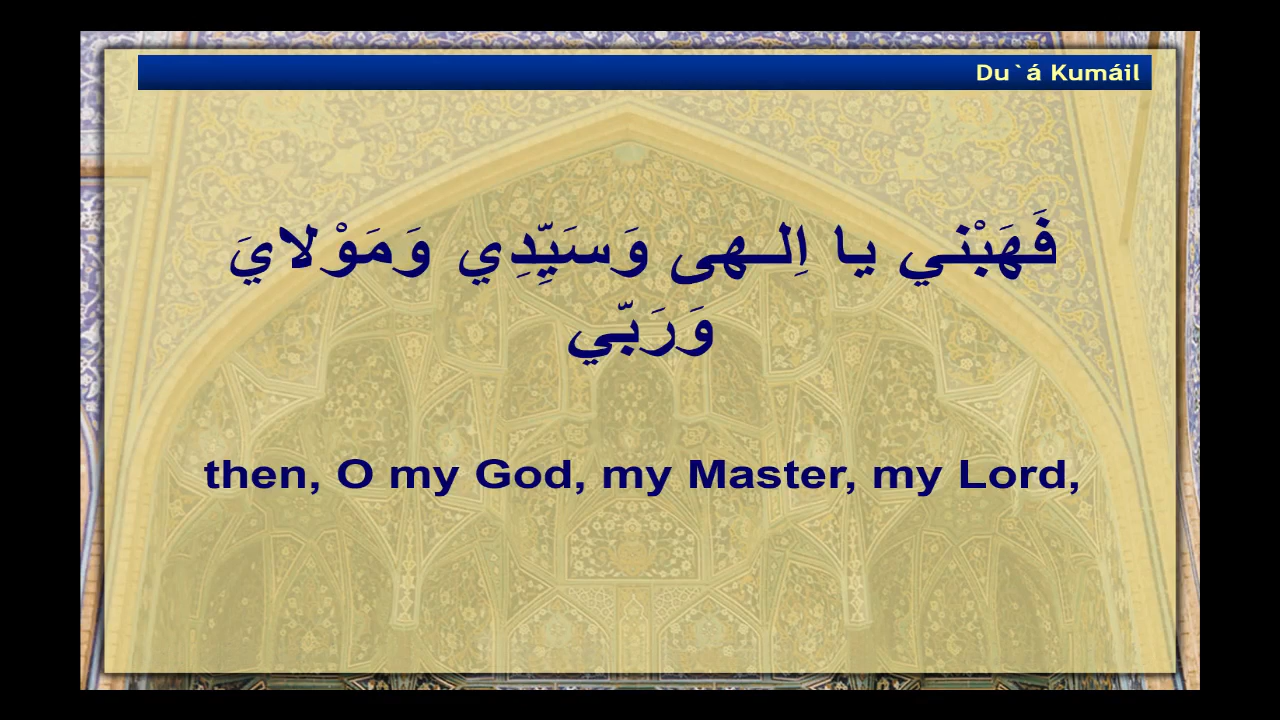 Du`á Kumáil
فَهَبْني يا اِلـهى وَسَيِّدِي وَمَوْلايَ
وَرَبّي
then, O my God, my Master, my Lord,